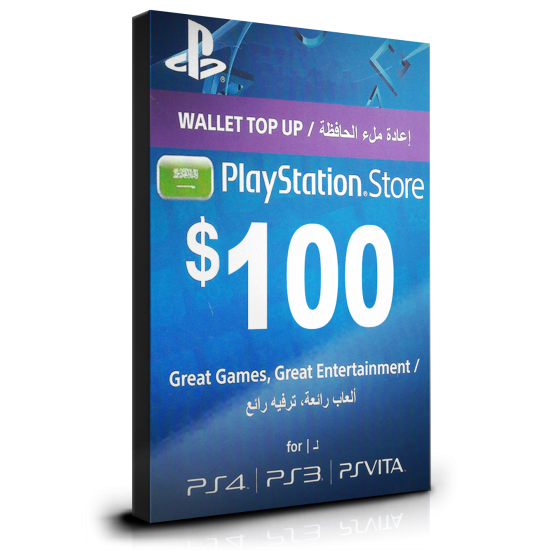 WALLET TOP UP / إعادة ملء الحافظة
PlayStation®Store
$100
Great Games, Great Entertainment /
ألعاب رائعة، ترفيه رائع
for | لـ
PS4 | PS3 | PSVITA